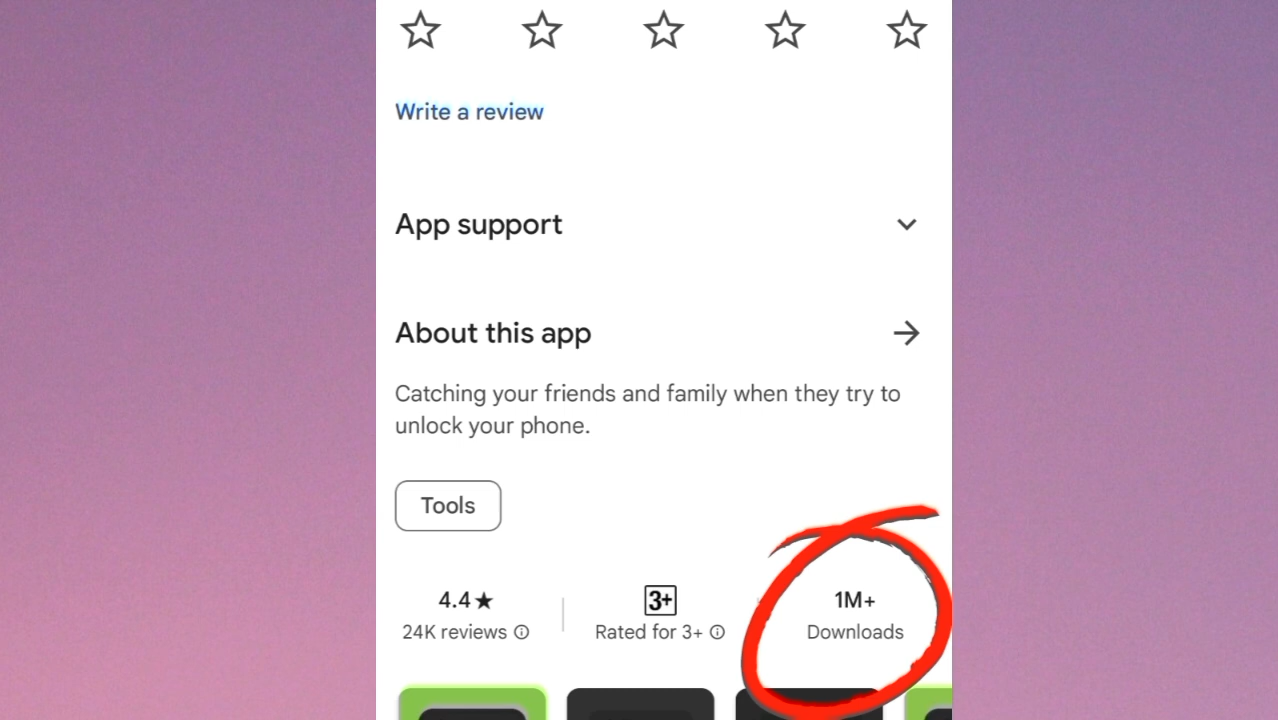 Write a review
App support
About this app
Catching your friends and family when they try to
unlock your phone.
Tools
4.4★ 3+ 1M+
24K reviews Rated for 3+ Downloads